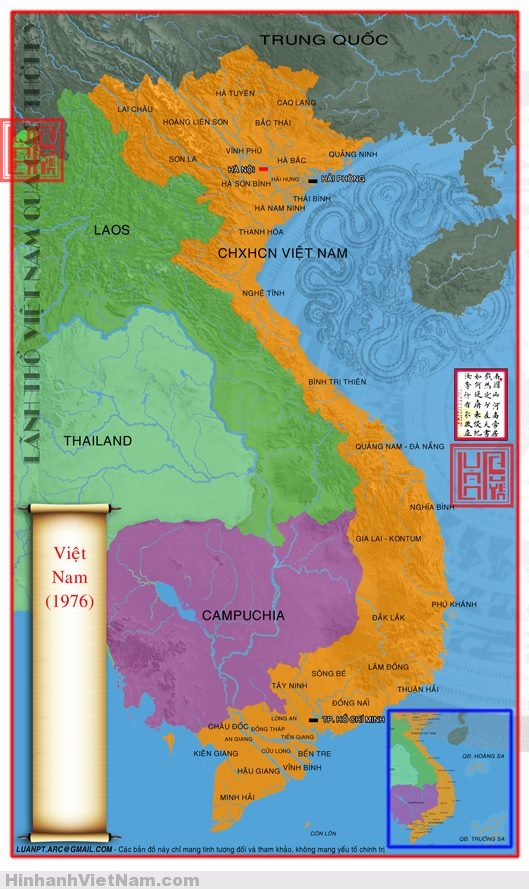 TRUNG QUỐC
HÀ TUYÊN
CAO LẠNG
LAI CHÂU
HOÀNG LIÊN SƠN
BẮC THÁI
VĨNH PHÚ
QUẢNG NINH
SƠN LA
HÀ BẮC
HÀ NỘI
HẢI HƯNG
HẢI PHÒNG
HÀ SƠN BÌNH
THÁI BÌNH
HÀ NAM NINH
THANH HÓA
LAOS
CHXHCN VIỆT NAM
NGHỆ TĨNH
LÃNH THỔ VIỆT NAM QUA
BÌNH TRỊ THIÊN
THAILAND
QUẢNG NAM - ĐÀ NẴNG
NGHĨA BÌNH
GIA LAI - KONTUM
Việt
Nam
(1976)
PHÚ KHÁNH
CAMPUCHIA
ĐẮK LẮK
LÂM ĐỒNG
SÔNG BÉ
TÂY NINH
THUẬN HẢI
ĐỒNG NAI
LONG AN
TP. HỒ CHÍ MINH
CHÂU ĐỐC
ĐỒNG THÁP
AN GIANG
TIỀN GIANG
KIÊN GIANG
CỬU LONG
BẾN TRE
HẬU GIANG
VĨNH BÌNH
MINH HẢI
CÔN LÔN
QĐ. HOÀNG SA
CAMPUCHIA
QĐ. TRƯỜNG SA
LUANPT.ARC@GMAIL.COM - Các bản đồ này chỉ mang tính tương đối và tham khảo, không mang yếu tố chính trị
HinhanhVietNam.com